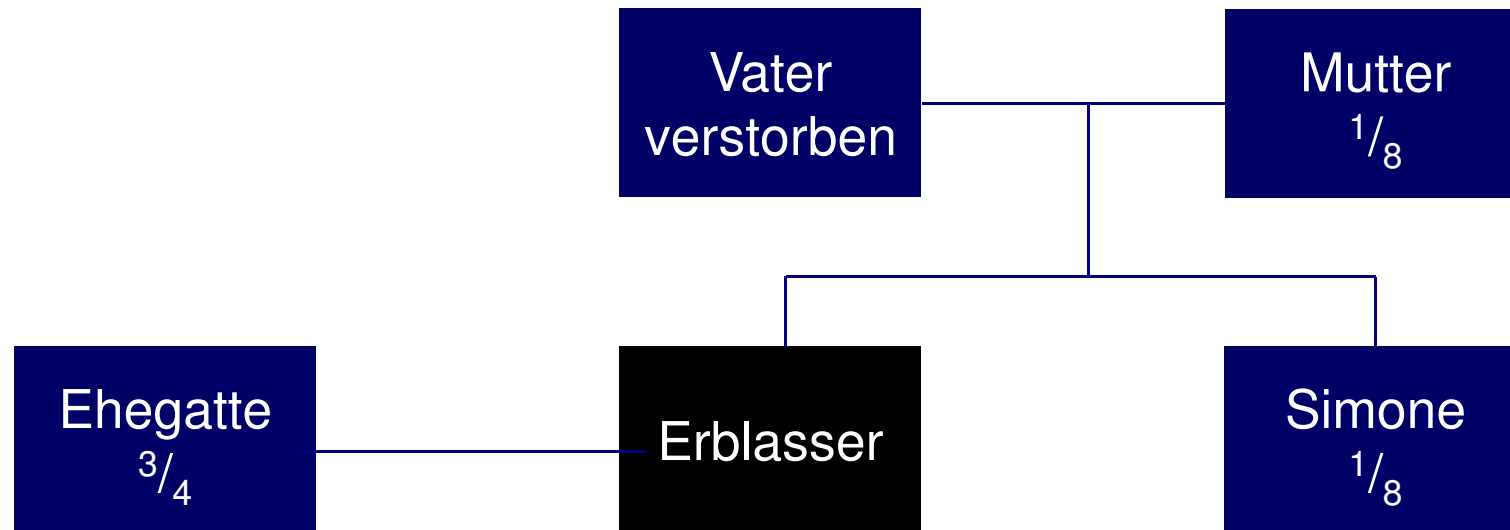 Vater
verstorben
Mutter
1/8
Ehegatte
3/4
Erblasser
Simone
1/8